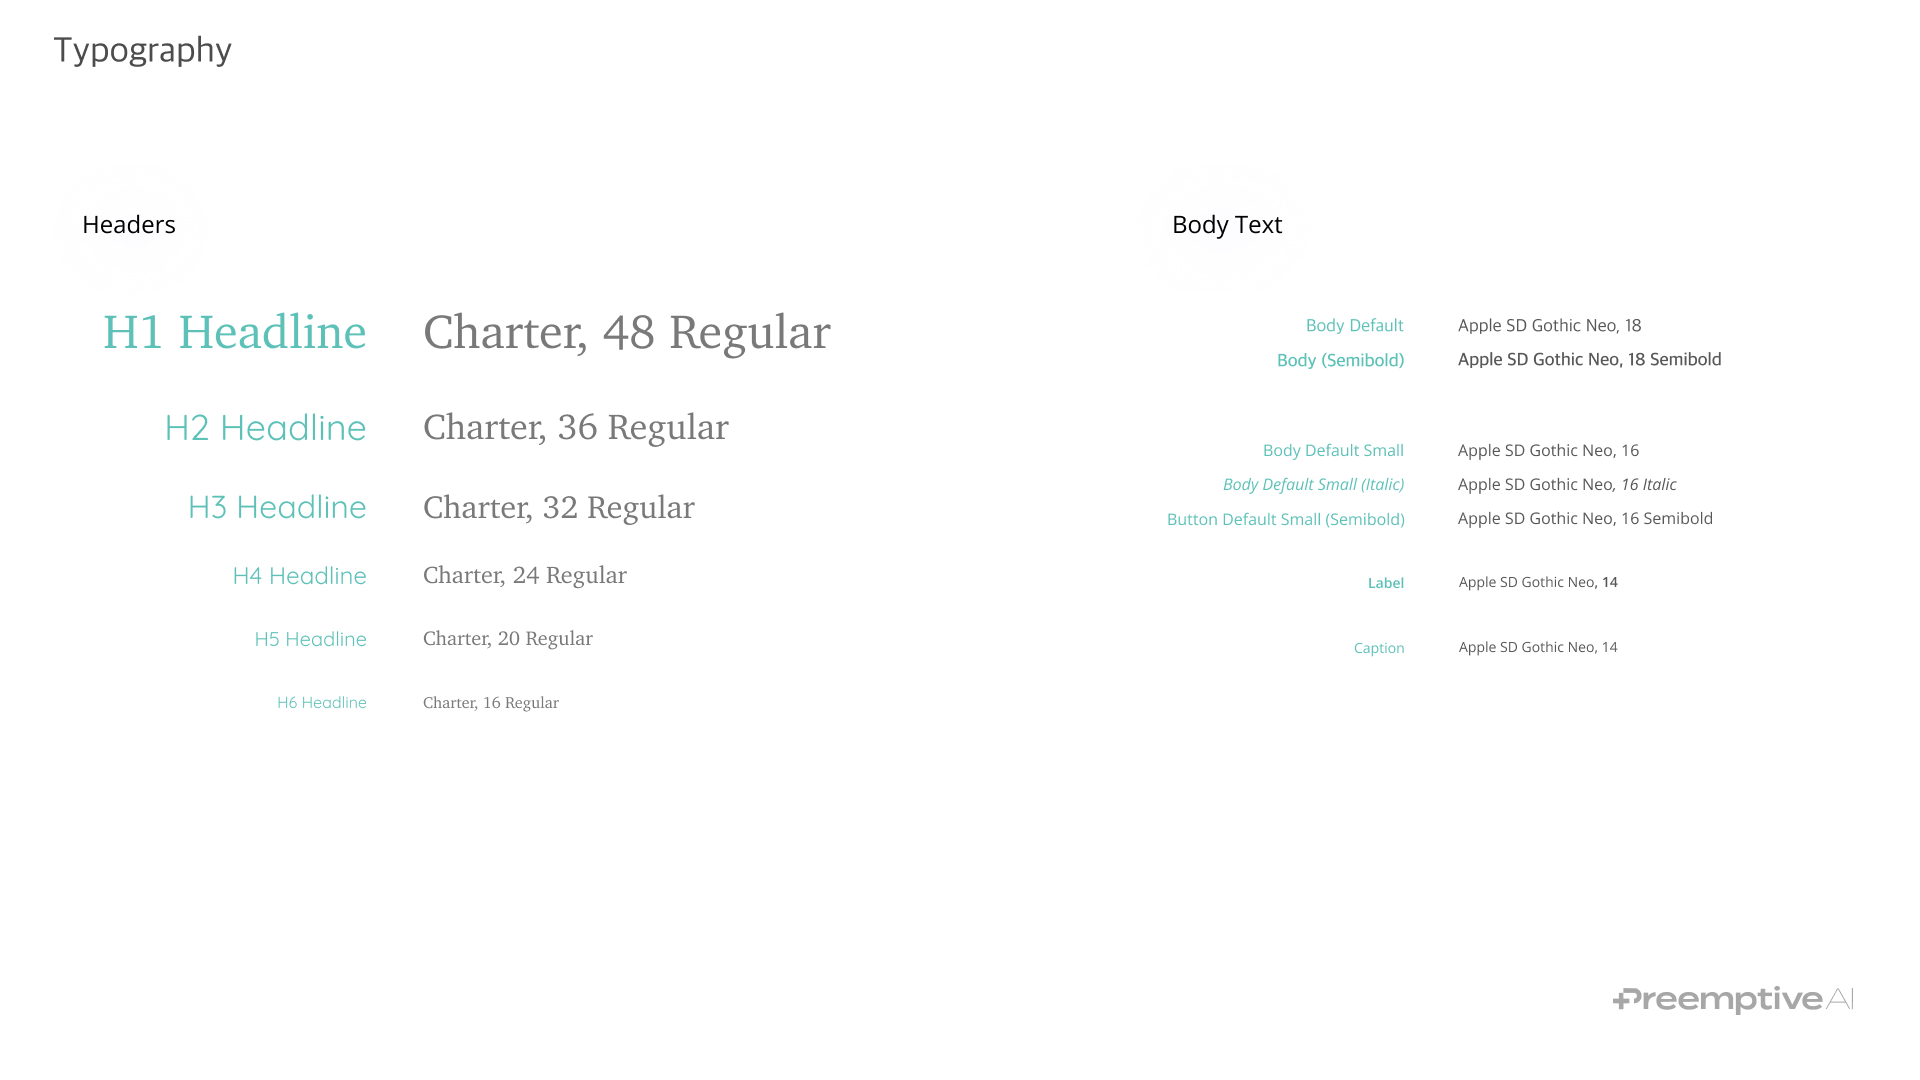 Typography
Headers
H1 Headline Charter, 48 Regular
H2 Headline Charter, 36 Regular
H3 Headline Charter, 32 Regular
H4 Headline Charter, 24 Regular
H5 Headline Charter, 20 Regular
H6 Headline Charter, 16 Regular
Body Text
Body Default Apple SD Gothic Neo, 18
Body (Semibold) Apple SD Gothic Neo, 18 Semibold
Body Default Small Apple SD Gothic Neo, 16
Body Default Small (Italic) Apple SD Gothic Neo, 16 Italic
Button Default Small (Semibold) Apple SD Gothic Neo, 16 Semibold
Label Apple SD Gothic Neo, 14
Caption Apple SD Gothic Neo, 14
Preemptive AI